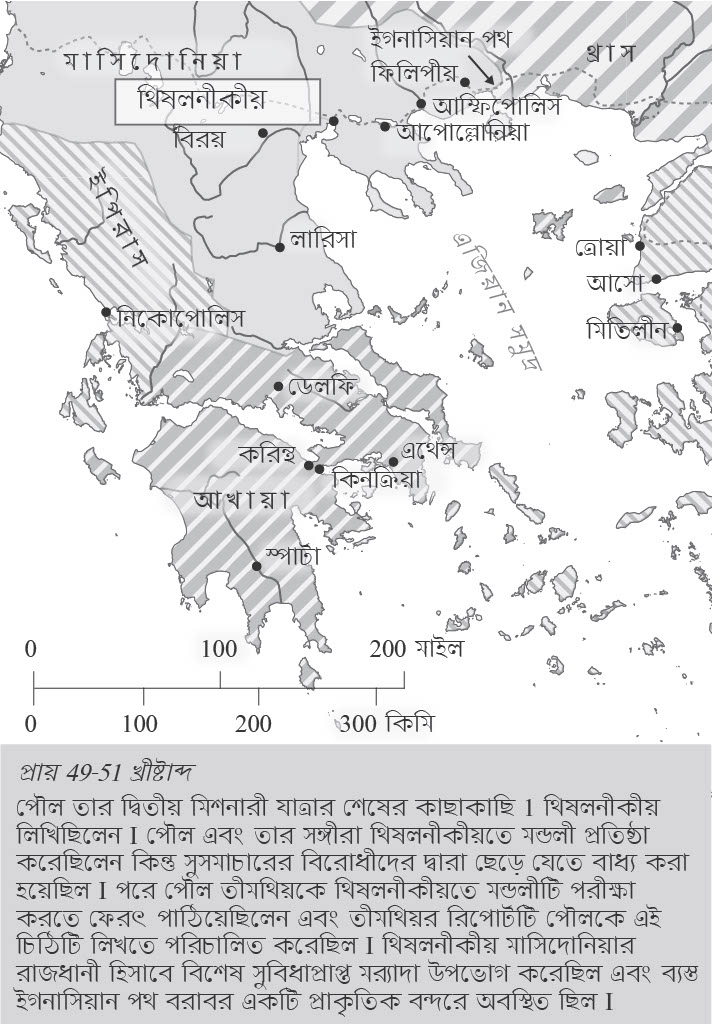 ইগনাসিয়ান পথ
মাসিদোনিয়া
থ্রাস
ফিলিপীয়
থিষলনীকীয়
আম্ফিপোলিস
বিরয়
আপোল্লোনিয়া
ইপিরাস
লারিসা
এজিয়ান সমুদ্র
ত্রোয়া
আসো
নিকোপোলিস
মিতিলীন
ডেলফি
করিন্থ
এথেন্স
কিনক্রিয়া
আখায়া
স্পার্টা
0 100 200 মাইল
0 100 200 300 কিমি
প্রায় 49-51 খ্রীষ্টাব্দ
পৌল তার দ্বিতীয় মিশনারী যাত্রার শেষের কাছাকাছি 1 থিষলনীকীয়
লিখিছিলেন I পৌল এবং তার সঙ্গীরা থিষলনীকীয়তে মন্ডলী প্রতিষ্ঠা
করেছিলেন কিন্তু সুসমাচারের বিরোধীদের দ্বারা ছেড়ে যেতে বাধ্য করা
হয়েছিল I পরে পৌল তীমথিয়কে থিষলনীকীয়তে মন্ডলীটি পরীক্ষা
করতে ফেরৎ পাঠিয়েছিলেন এবং তীমথিয়র রিপোর্টটি পৌলকে এই
চিঠিটি লিখতে পরিচালিত করেছিল I থিষলনীকীয় মাসিদোনিয়ার
রাজধানী হিসাবে বিশেষ সুবিধাপ্রাপ্ত মর‍্যাদা উপভোগ করেছিল এবং ব্যস্ত
ইগনাসিয়ান পথ বরাবর একটি প্রাকৃতিক বন্দরে অবস্থিত ছিল I